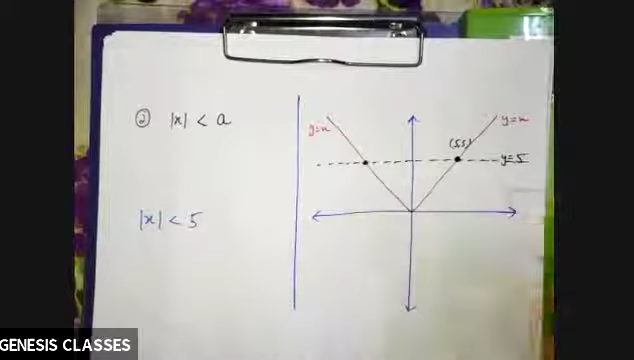 ② |x| < a
|x| < 5
y=x
y=x
(5,5)
y=5
GENESIS CLASSES